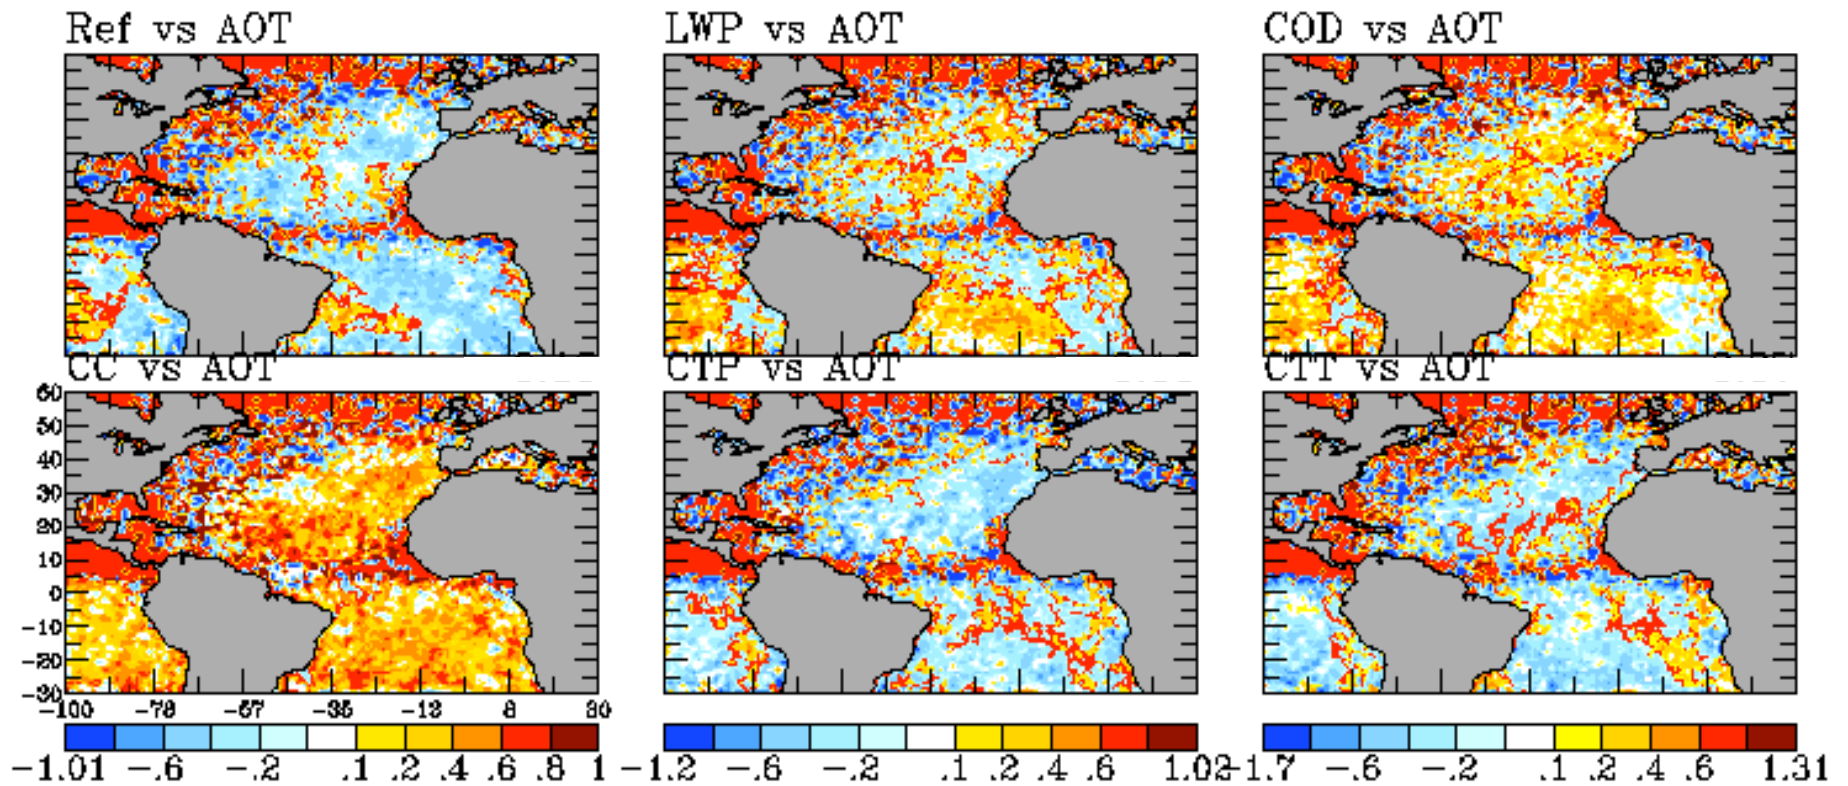 Ref vs AOT
LWP vs AOT
COD vs AOT
CC vs AOT
CTP vs AOT
CTT vs AOT
60
50
40
30
20
10
0
-10
-20
-30
-100 -78 -57 -35 -13 8 30
-1.01 -.6 -.2 .1 .2 .4 .6 .8 1
-1.2 -.6 -.2 .1 .2 .4 .6 1.02
-1.7 -.6 -.2 .1 .2 .4 .6 1.31